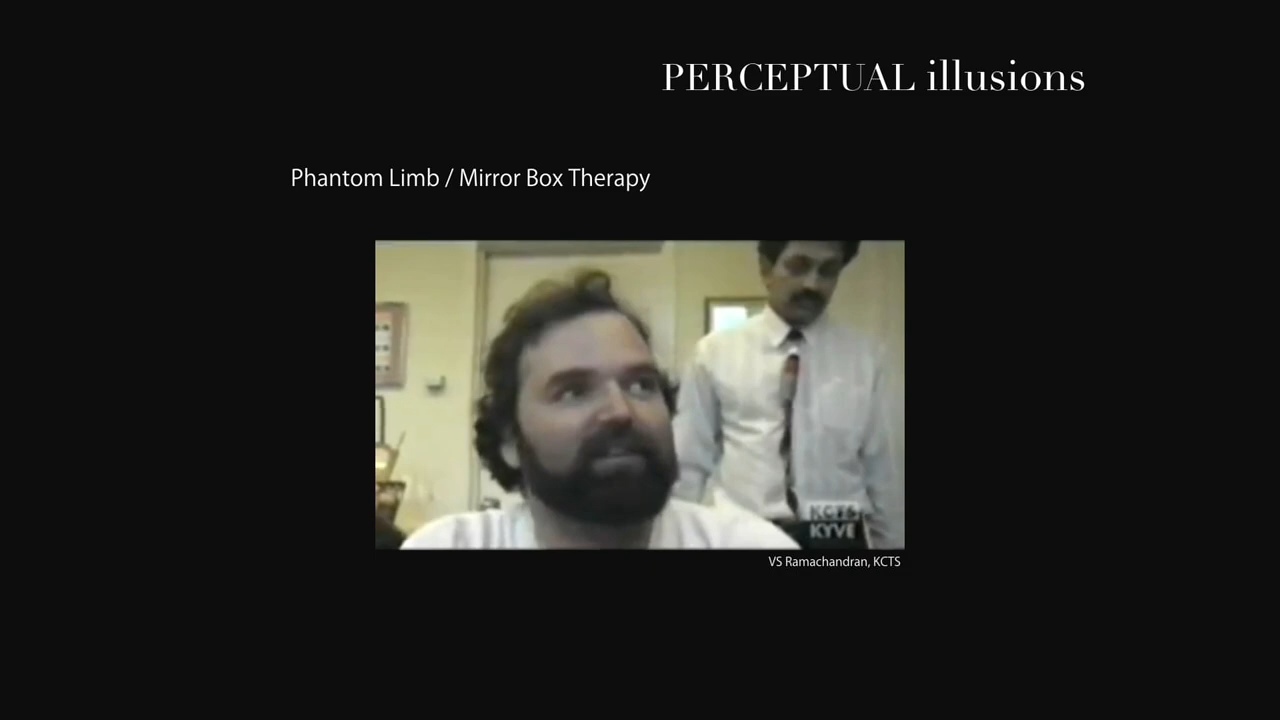 PERCEPTUAL illusions
Phantom Limb / Mirror Box Therapy
KCTS
KYVE
VS Ramachandran, KCTS